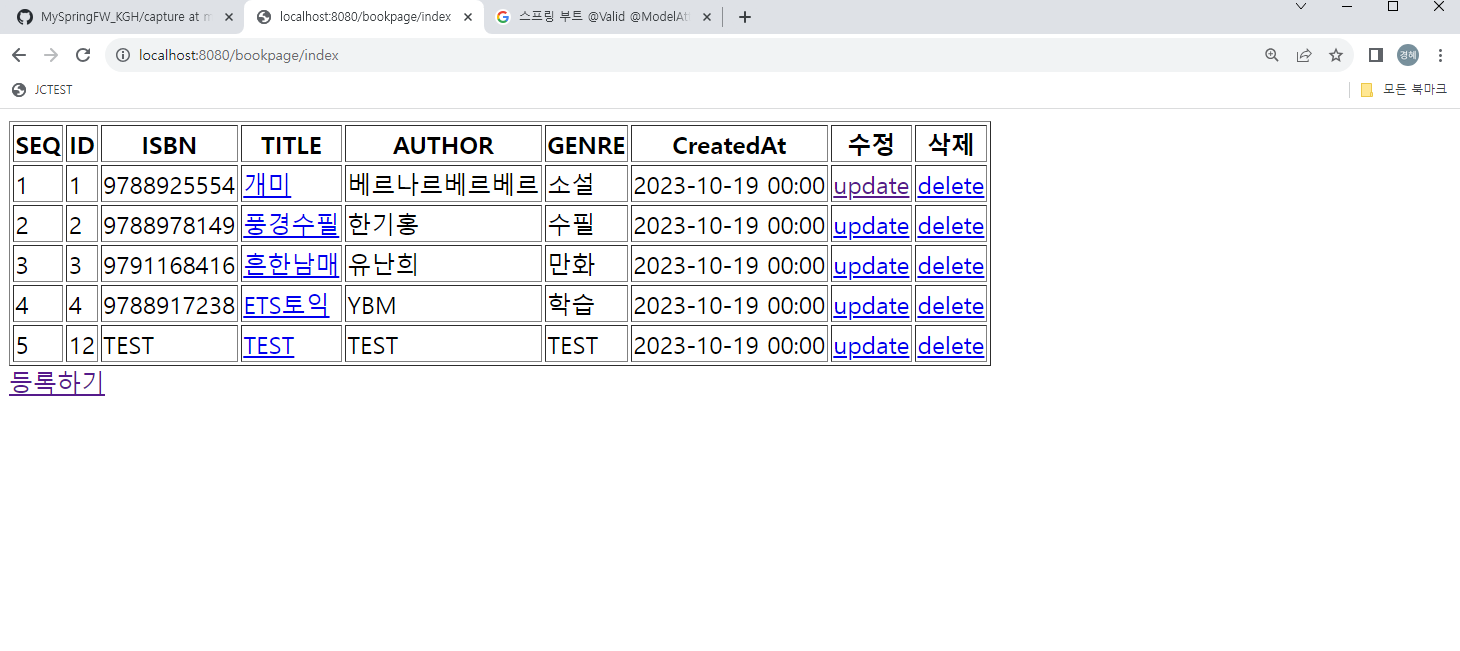 MySpringFW_KGH/capture at m
localhost:8080/bookpage/index
스프링 부트 @Valid @ModelAt
localhost:8080/bookpage/index
경혜
JCTEST
모든 북마크
SEQ ID ISBN TITLE AUTHOR GENRE CreatedAt 수정 삭제
1 1 9788925554 개미 베르나르베르베르 소설 2023-10-19 00:00 update delete
2 2 9788978149 풍경수필 한기홍 수필 2023-10-19 00:00 update delete
3 3 9791168416 흔한남매 유난희 만화 2023-10-19 00:00 update delete
4 4 9788917238 ETS토익 YBM 학습 2023-10-19 00:00 update delete
5 12 TEST TEST TEST TEST 2023-10-19 00:00 update delete
등록하기